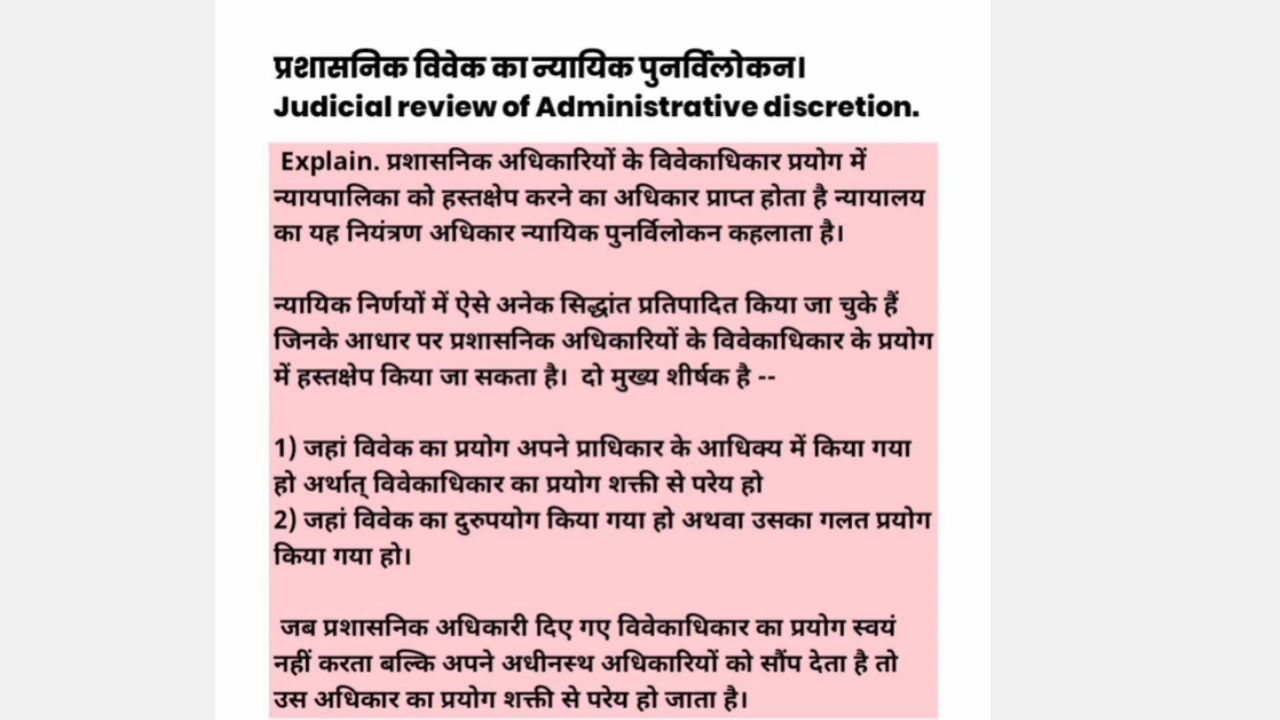 प्रशासनिक विवेक का न्यायिक पुनर्विलोकन।
Judicial review of Administrative discretion.
Explain. प्रशासनिक अधिकारियों के विवेकाधिकार प्रयोग में
न्यायपालिका को हस्तक्षेप करने का अधिकार प्राप्त होता है न्यायालय
का यह नियंत्रण अधिकार न्यायिक पुनर्विलोकन कहलाता है।
न्यायिक निर्णयों में ऐसे अनेक सिद्धांत प्रतिपादित किया जा चुके हैं
जिनके आधार पर प्रशासनिक अधिकारियों के विवेकाधिकार के प्रयोग
में हस्तक्षेप किया जा सकता है। दो मुख्य शीर्षक है --
1) जहां विवेक का प्रयोग अपने प्राधिकार के आधिक्य में किया गया
हो अर्थात् विवेकाधिकार का प्रयोग शक्ती से परेय हो
2) जहां विवेक का दुरुपयोग किया गया हो अथवा उसका गलत प्रयोग
किया गया हो।
जब प्रशासनिक अधिकारी दिए गए विवेकाधिकार का प्रयोग स्वयं
नहीं करता बल्कि अपने अधीनस्थ अधिकारियों को सौंप देता है तो
उस अधिकार का प्रयोग शक्ती से परेय हो जाता है।